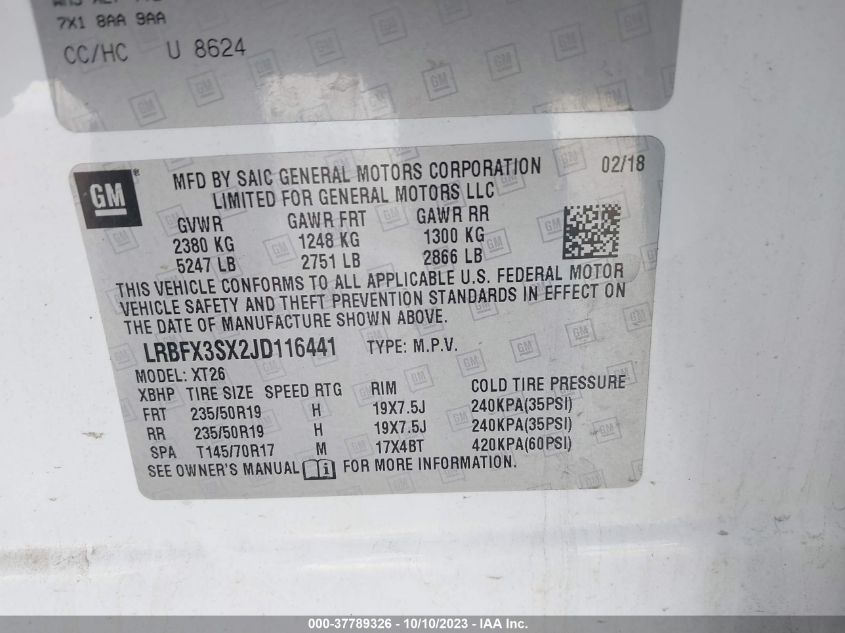 7X1 8AA 9AA
CC/HC U 8624
GM
MFD BY SAIC GENERAL MOTORS CORPORATION 02/18
LIMITED FOR GENERAL MOTORS LLC
GVWR GAWR FRT GAWR RR
2380 KG 1248 KG 1300 KG
5247 LB 2751 LB 2866 LB
THIS VEHICLE CONFORMS TO ALL APPLICABLE U.S. FEDERAL MOTOR
VEHICLE SAFETY AND THEFT PREVENTION STANDARDS IN EFFECT ON
THE DATE OF MANUFACTURE SHOWN ABOVE.
LRBFX3SX2JD116441 TYPE: M.P.V.
MODEL: XT26
XBHP TIRE SIZE SPEED RTG RIM COLD TIRE PRESSURE
FRT 235/50R19 H 19X7.5J 240KPA(35PSI)
RR 235/50R19 H 19X7.5J 240KPA(35PSI)
SPA T145/70R17 M 17X4BT 420KPA(60PSI)
SEE OWNER'S MANUAL FOR MORE INFORMATION.
000-37789326 - 10/10/2023 - IAA Inc.